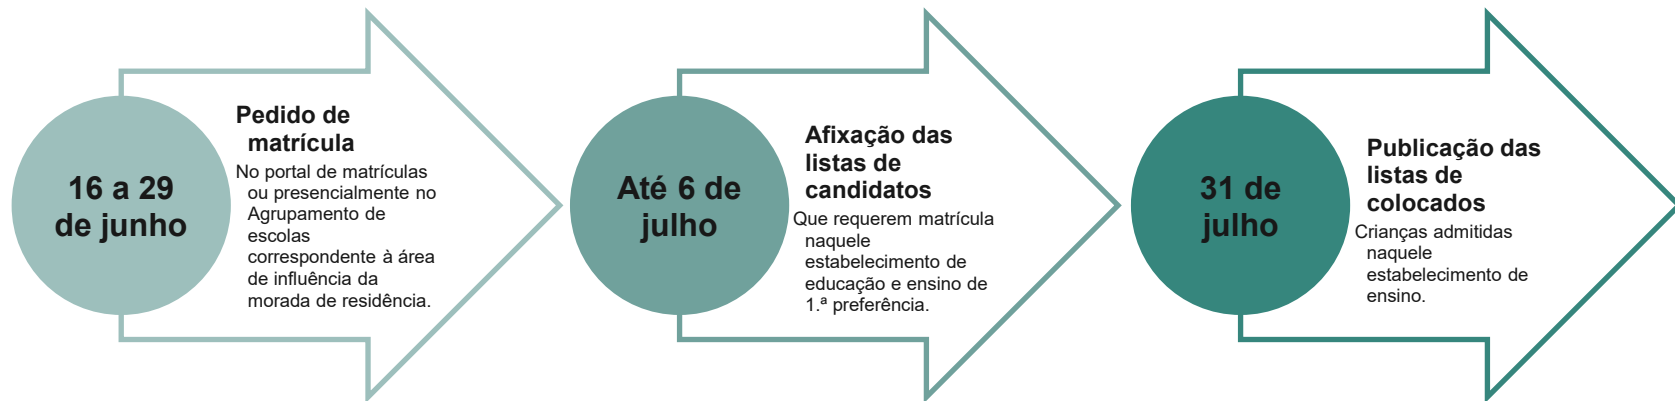 16 a 29
de junho
Pedido de
matrícula
No portal de matrículas
ou presencialmente no
Agrupamento de
escolas
correspondente à área
de influência da
morada de residência.
Até 6 de
julho
Afixação das
listas de
candidatos
Que requerem matrícula
naquele
estabelecimento de
educação e ensino de
1.ª preferência.
31 de
julho
Publicação das
listas de
colocados
Crianças admitidas
naquele
estabelecimento de
ensino.